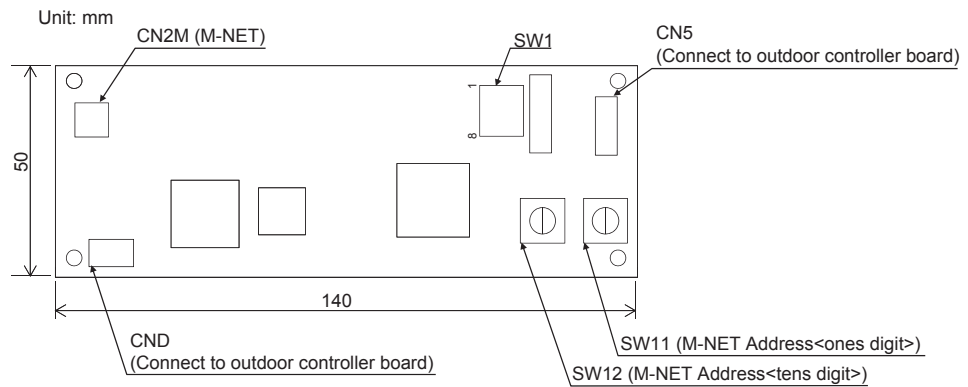 Unit: mm
CN2M (M-NET)
SW1
CN5
(Connect to outdoor controller board)
1
8
50
140
CND
(Connect to outdoor controller board)
SW11 (M-NET Address<ones digit>)
SW12 (M-NET Address<tens digit>)